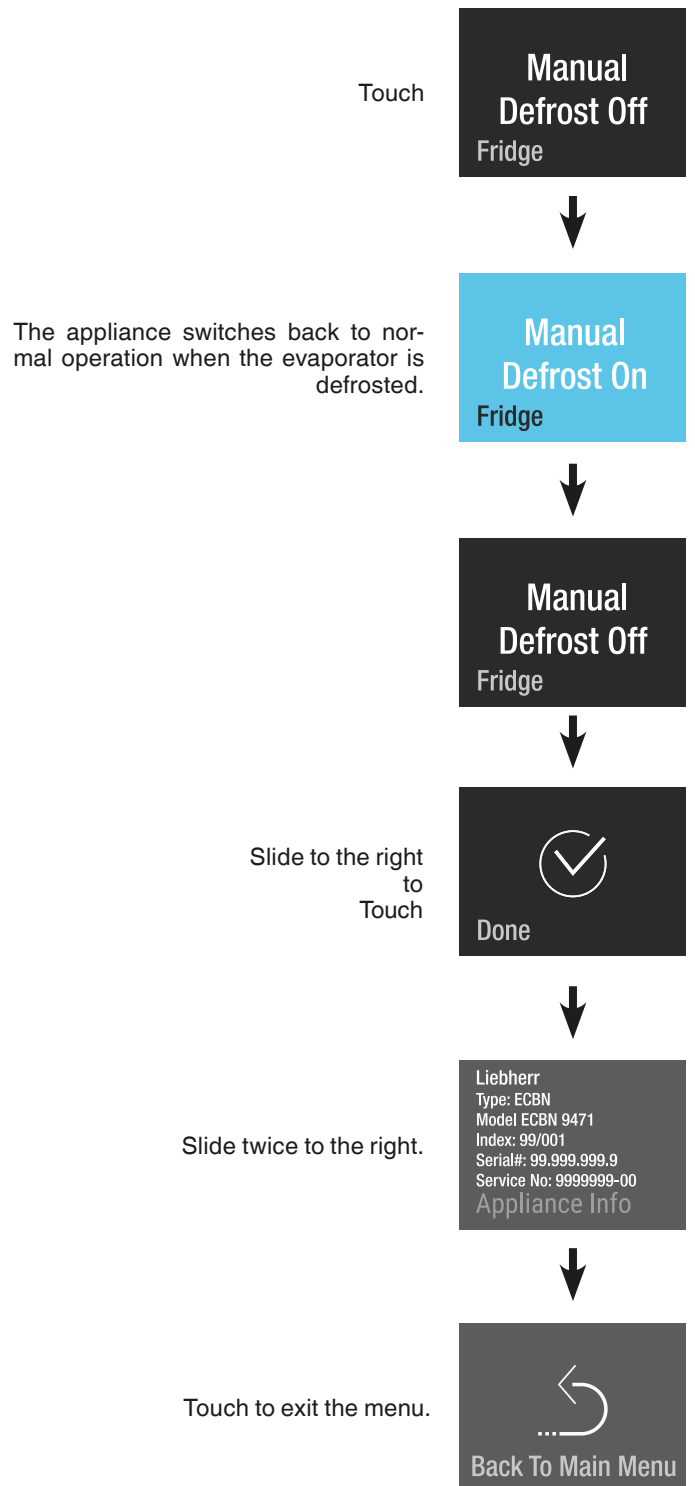 Touch
Manual
Defrost Off
Fridge
The appliance switches back to nor-
mal operation when the evaporator is
defrosted.
Manual
Defrost On
Fridge
Manual
Defrost Off
Fridge
Slide to the right
to
Touch
Done
Slide twice to the right.
Liebherr
Type: ECBN
Model ECBN 9471
Index: 99/001
Serial#: 99.999.999.9
Service No: 9999999-00
Appliance Info
Touch to exit the menu.
Back To Main Menu